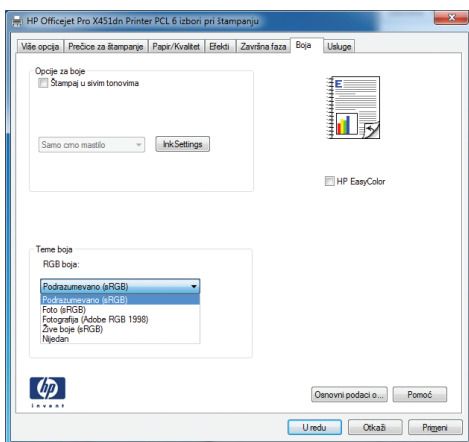 HP Officejet Pro X451dn Printer PCL 6 izbori pri štampanju
Više opcija Prečice za štampanje Papir/Kvalitet Efekti Završna faza Boja Usluge
Opcije za boje
Štampaj u sivim tonovima
Samo crno mastilo InkSettings
E
HP EasyColor
Teme boja
RGB boja:
Podrazumevano (sRGB)
Podrazumevano (sRGB)
Foto (sRGB)
Fotografija (Adobe RGB 1998)
Žive boje (sRGB)
Nijedan
hp
invent
Osnovni podaci o... Pomoć
U redu Otkaži Primeni